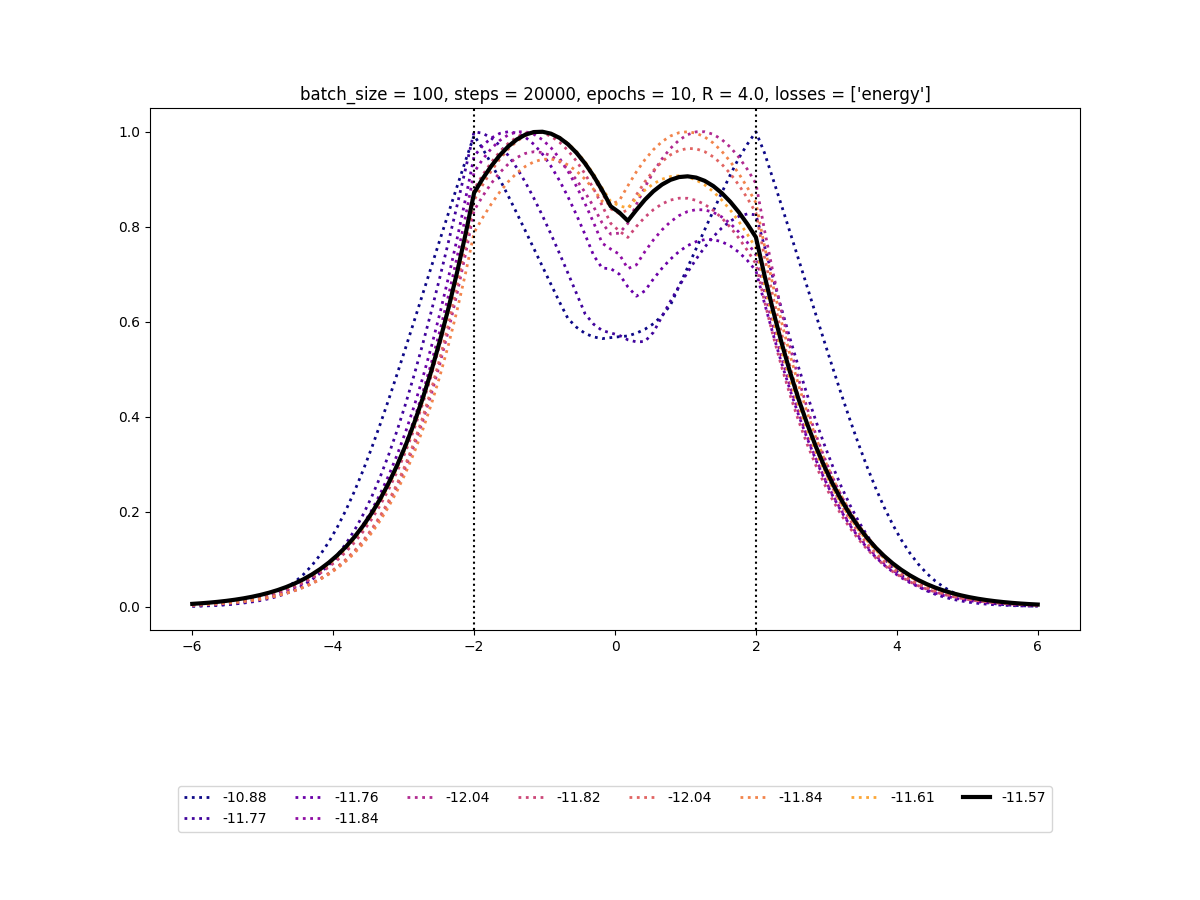 batch_size = 100, steps = 20000, epochs = 10, R = 4.0, losses = ['energy']
1.0
0.8
0.6
0.4
0.2
0.0
−6 −4 −2 0 2 4 6
-10.88 -11.76 -12.04 -11.82 -12.04 -11.84 -11.61 -11.57
-11.77 -11.84